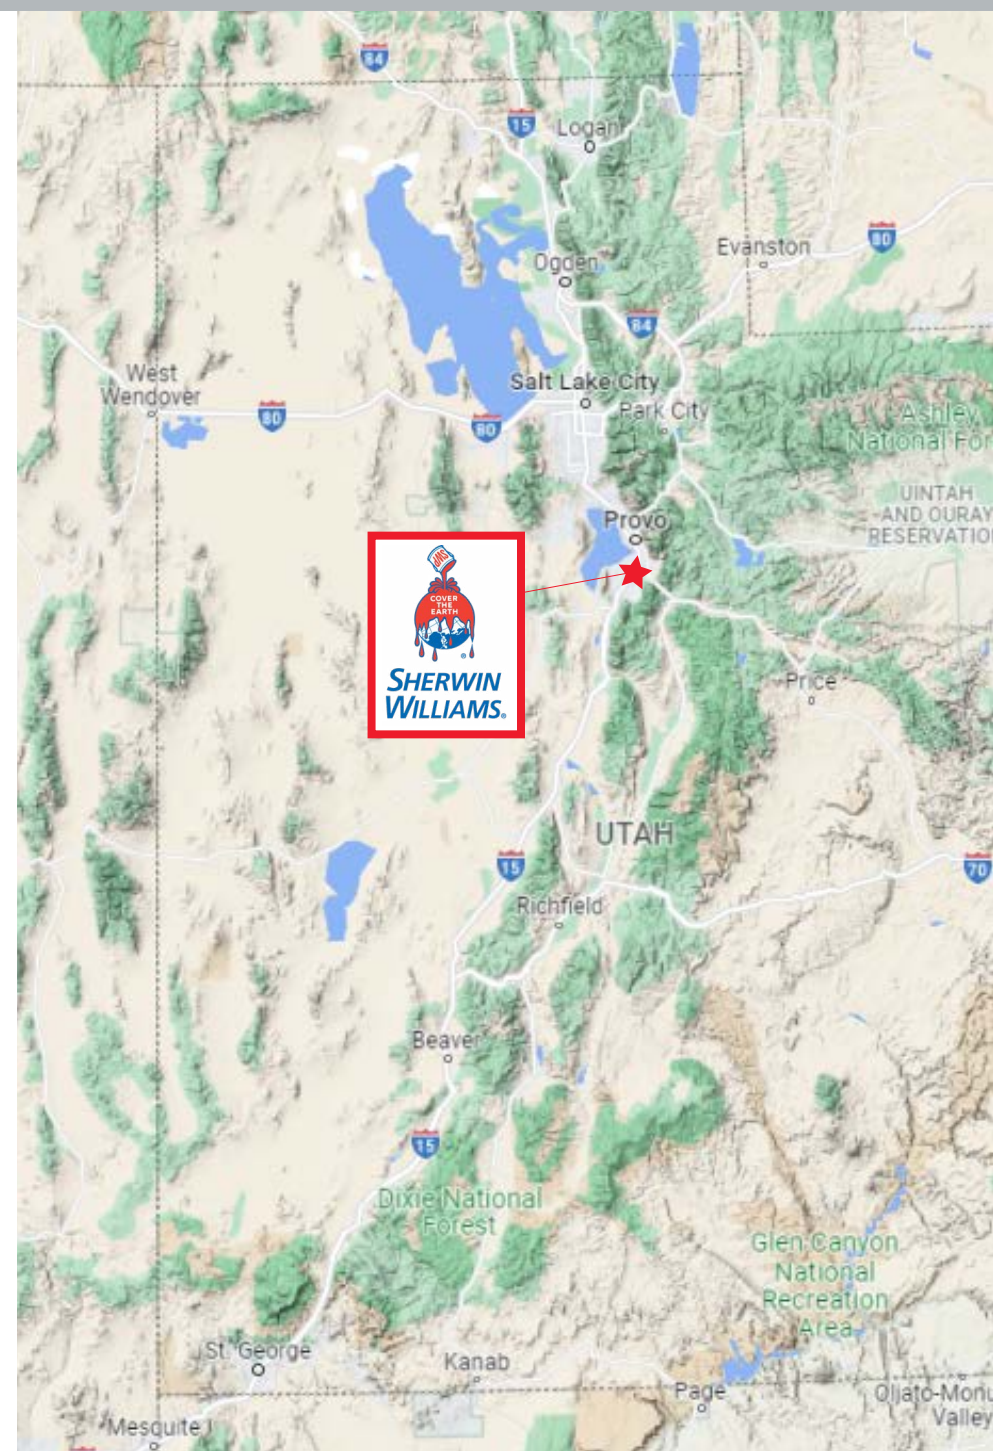 84
15
Logan
80
Evanston
Ogden
84
West
Wendover
Salt Lake City
80
80
Park City
Ashley
National For
UINTAH
AND OURAY
RESERVATIO
Provo
SWP
COVER
THE
EARTH
®
SHERWIN
WILLIAMS®
Price
UTAH
15
70
Richfield
Beaver
15
Dixie National
Forest
Glen Canyon
National
Recreation
Area
St. George
Kanab
Page
Oljato-Monu
Valley
Mesquite